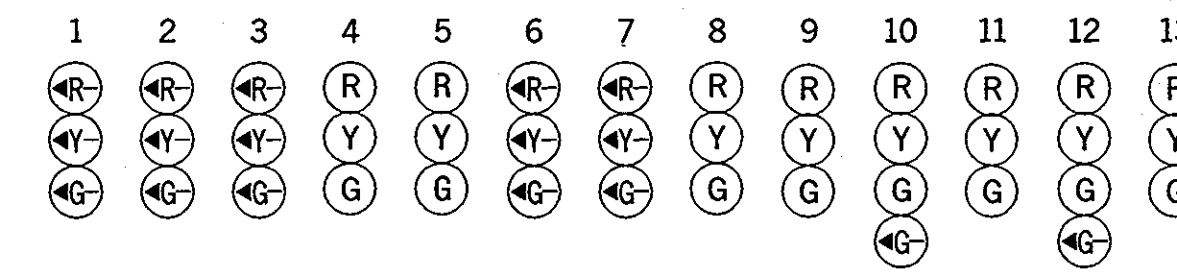 1 2 3 4 5 6 7 8 9 10 11 12
R R R R R R R R R R R R
Y Y Y Y Y Y Y Y Y Y Y Y
G G G G G G G G G G G G
G G